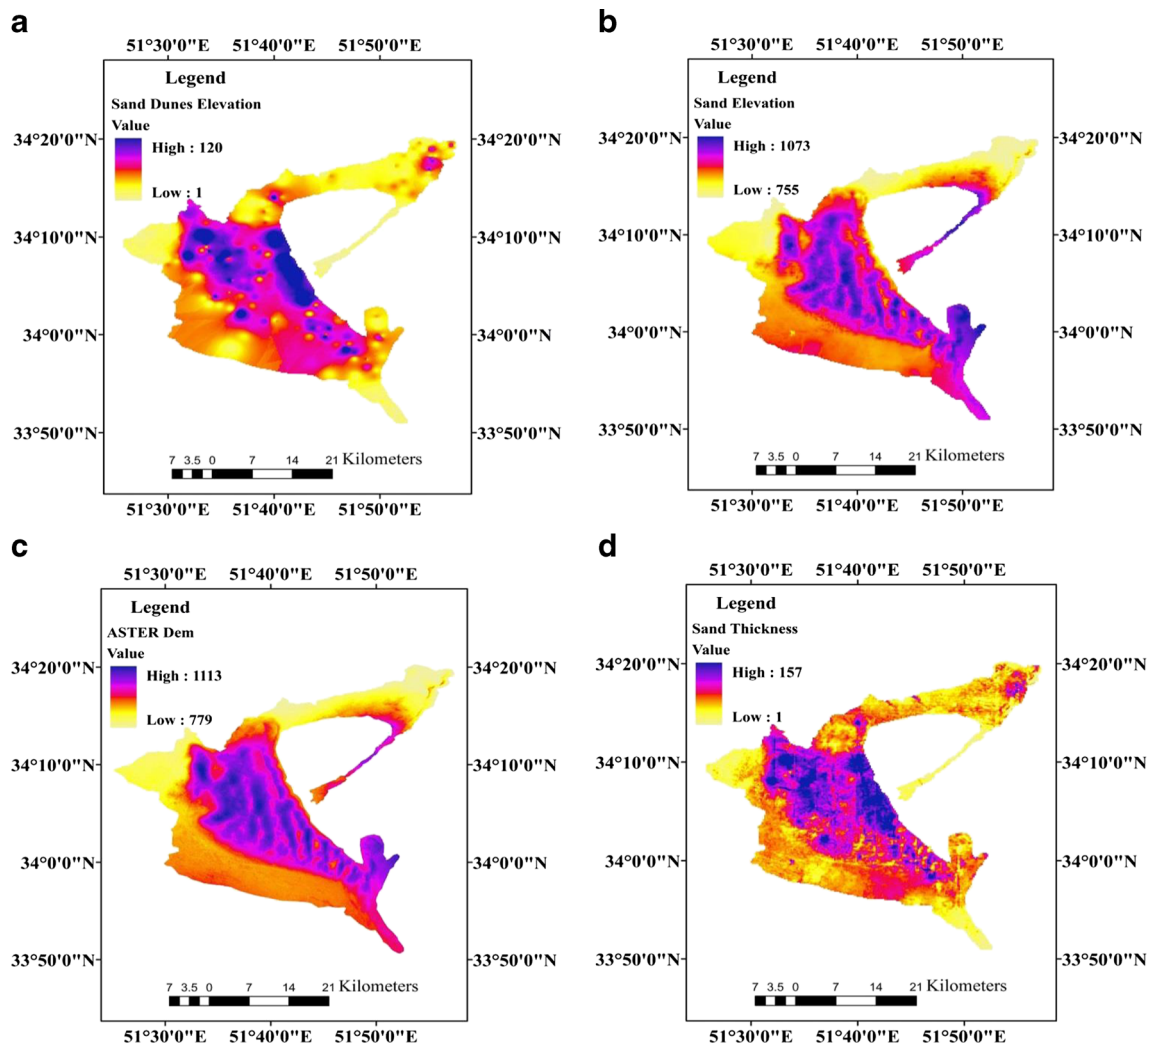 a
51°30'0"E 51°40'0"E 51°50'0"E
Legend
Sand Dunes Elevation
Value
High : 120
Low : 1
34°20'0"N 34°20'0"N
34°10'0"N 34°10'0"N
34°0'0"N 34°0'0"N
33°50'0"N 33°50'0"N
7 3.5 0 7 14 21 Kilometers
51°30'0"E 51°40'0"E 51°50'0"E
b
51°30'0"E 51°40'0"E 51°50'0"E
Legend
Sand Elevation
Value
High : 1073
Low : 755
34°20'0"N 34°20'0"N
34°10'0"N 34°10'0"N
34°0'0"N 34°0'0"N
33°50'0"N 33°50'0"N
7 3.5 0 7 14 21 Kilometers
51°30'0"E 51°40'0"E 51°50'0"E
c
51°30'0"E 51°40'0"E 51°50'0"E
Legend
ASTER Dem
Value
High : 1113
Low : 779
34°20'0"N 34°20'0"N
34°10'0"N 34°10'0"N
34°0'0"N 34°0'0"N
33°50'0"N 33°50'0"N
7 3.5 0 7 14 21 Kilometers
51°30'0"E 51°40'0"E 51°50'0"E
d
51°30'0"E 51°40'0"E 51°50'0"E
Legend
Sand Thickness
Value
High : 157
Low : 1
34°20'0"N 34°20'0"N
34°10'0"N 34°10'0"N
34°0'0"N 34°0'0"N
33°50'0"N 33°50'0"N
7 3.5 0 7 14 21 Kilometers
51°30'0"E 51°40'0"E 51°50'0"E